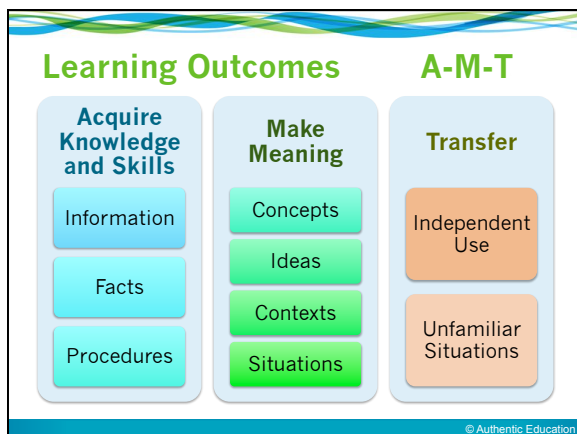 Learning Outcomes A-M-T
Acquire
Knowledge
and Skills
Information
Facts
Procedures
Make
Meaning
Concepts
Ideas
Contexts
Situations
Transfer
Independent
Use
Unfamiliar
Situations
© Authentic Education